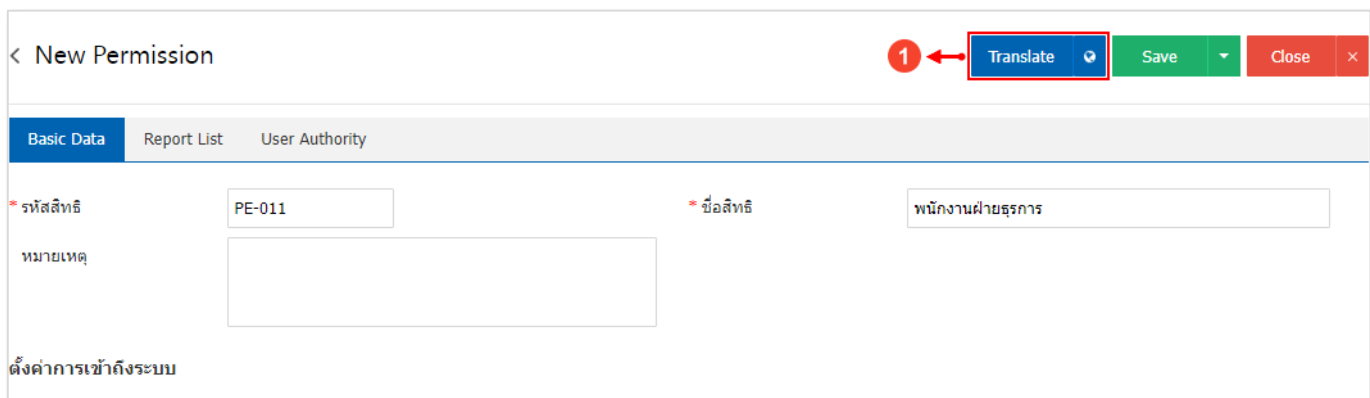 < New Permission
1 Translate Save Close ×
Basic Data Report List User Authority
* รหัสสิทธิ PE-011 * ชื่อสิทธิ พนักงานฝ่ายธุรการ
หมายเหตุ
ตั้งค่าการเข้าถึงระบบ